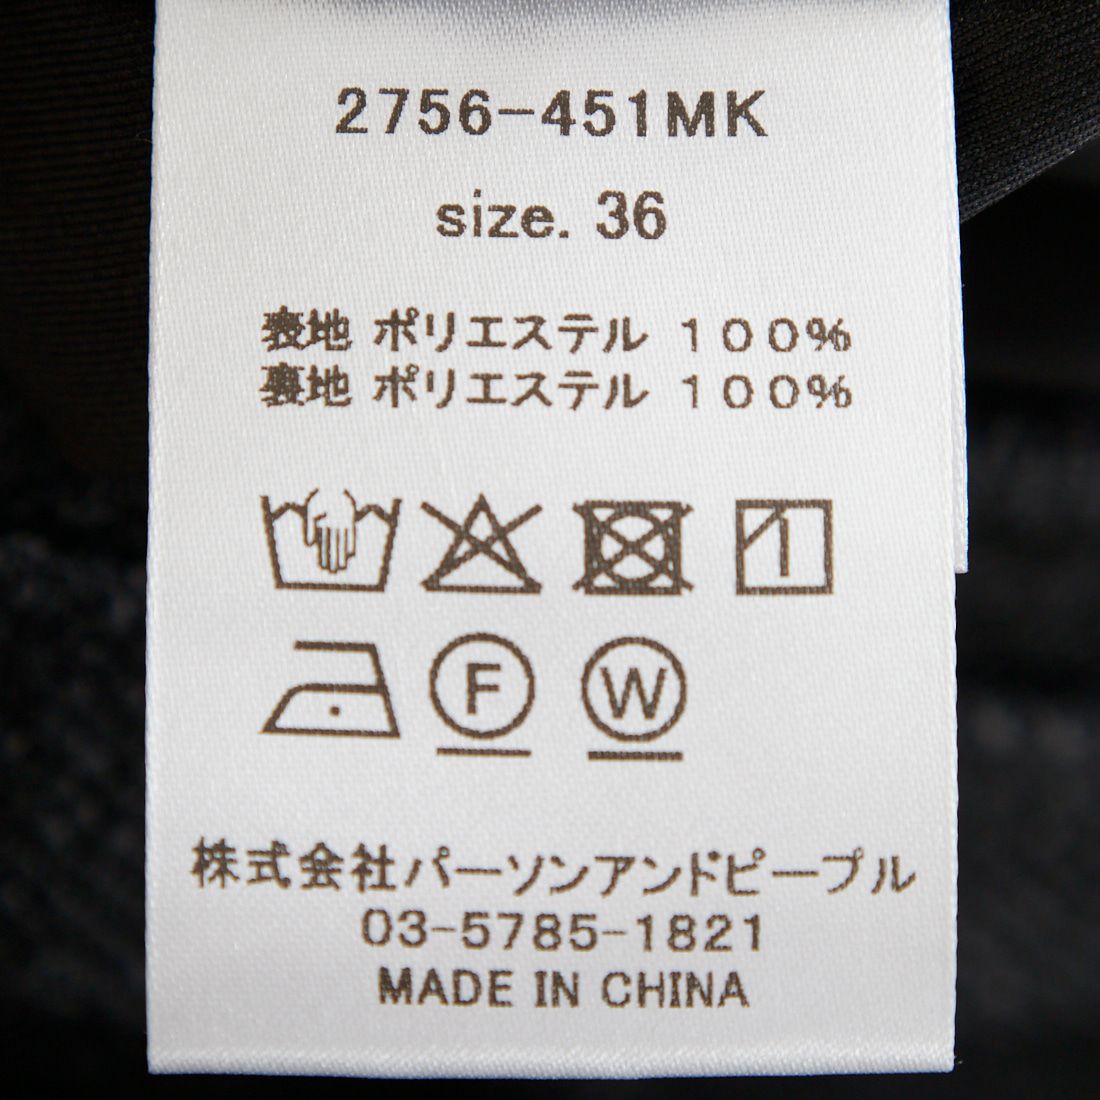 2756-451MK
size. 36
表地 ポリエステル 100%
裏地 ポリエステル 100%
F W
株式会社パーソンアンドピープル
03-5785-1821
MADE IN CHINA